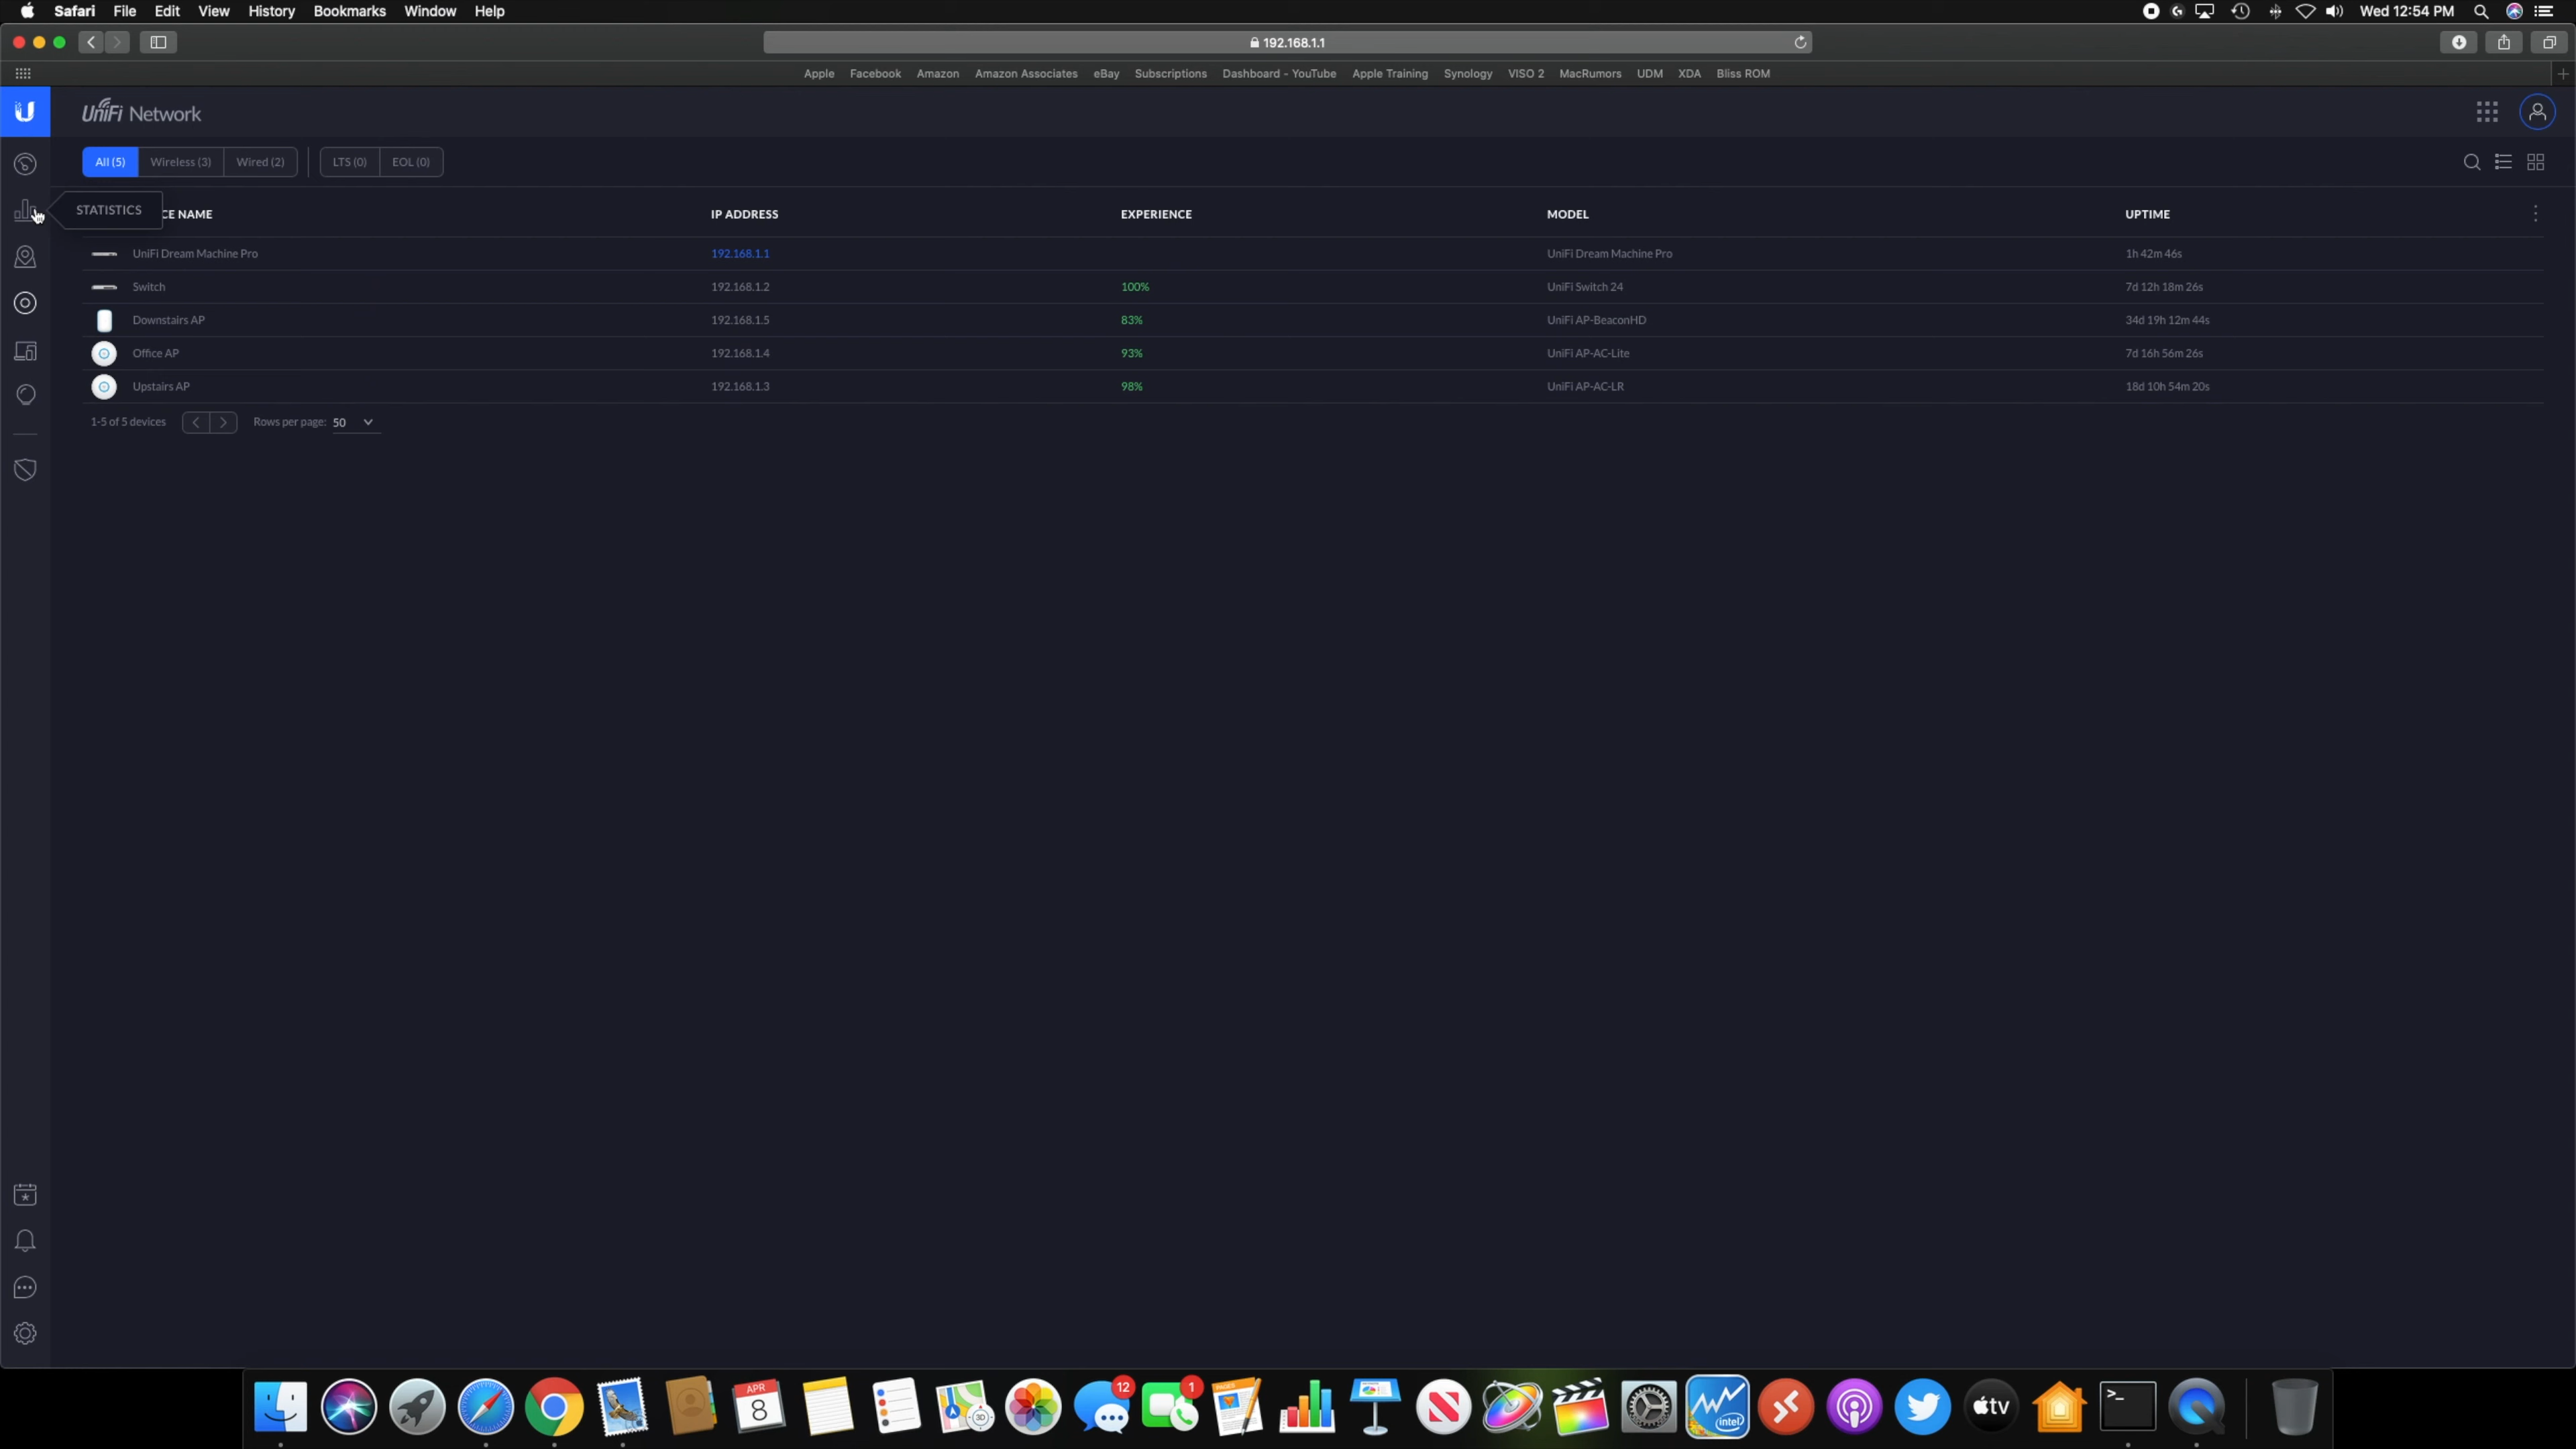 Safari File Edit View History Bookmarks Window Help Wed 12:54 PM
192.168.1.1
Apple Facebook Amazon Amazon Associates eBay Subscriptions Dashboard - YouTube Apple Training Synology VISO 2 MacRumors UDM XDA Bliss ROM
U UniFi Network
All (5) Wireless (3) Wired (2) LTS (0) EOL (0)
STATISTICS
CE NAME IP ADDRESS EXPERIENCE MODEL UPTIME
UniFi Dream Machine Pro 192.168.1.1 UniFi Dream Machine Pro 1h 42m 46s
Switch 192.168.1.2 100% UniFi Switch 24 7d 12h 18m 26s
Downstairs AP 192.168.1.5 83% UniFi AP-BeaconHD 34d 19h 12m 44s
Office AP 192.168.1.4 93% UniFi AP-AC-Lite 7d 16h 56m 26s
Upstairs AP 192.168.1.3 98% UniFi AP-AC-LR 18d 10h 54m 20s
1-5 of 5 devices Rows per page: 50
APR
8
3D
12
1
PAGES
intel
tv
>_